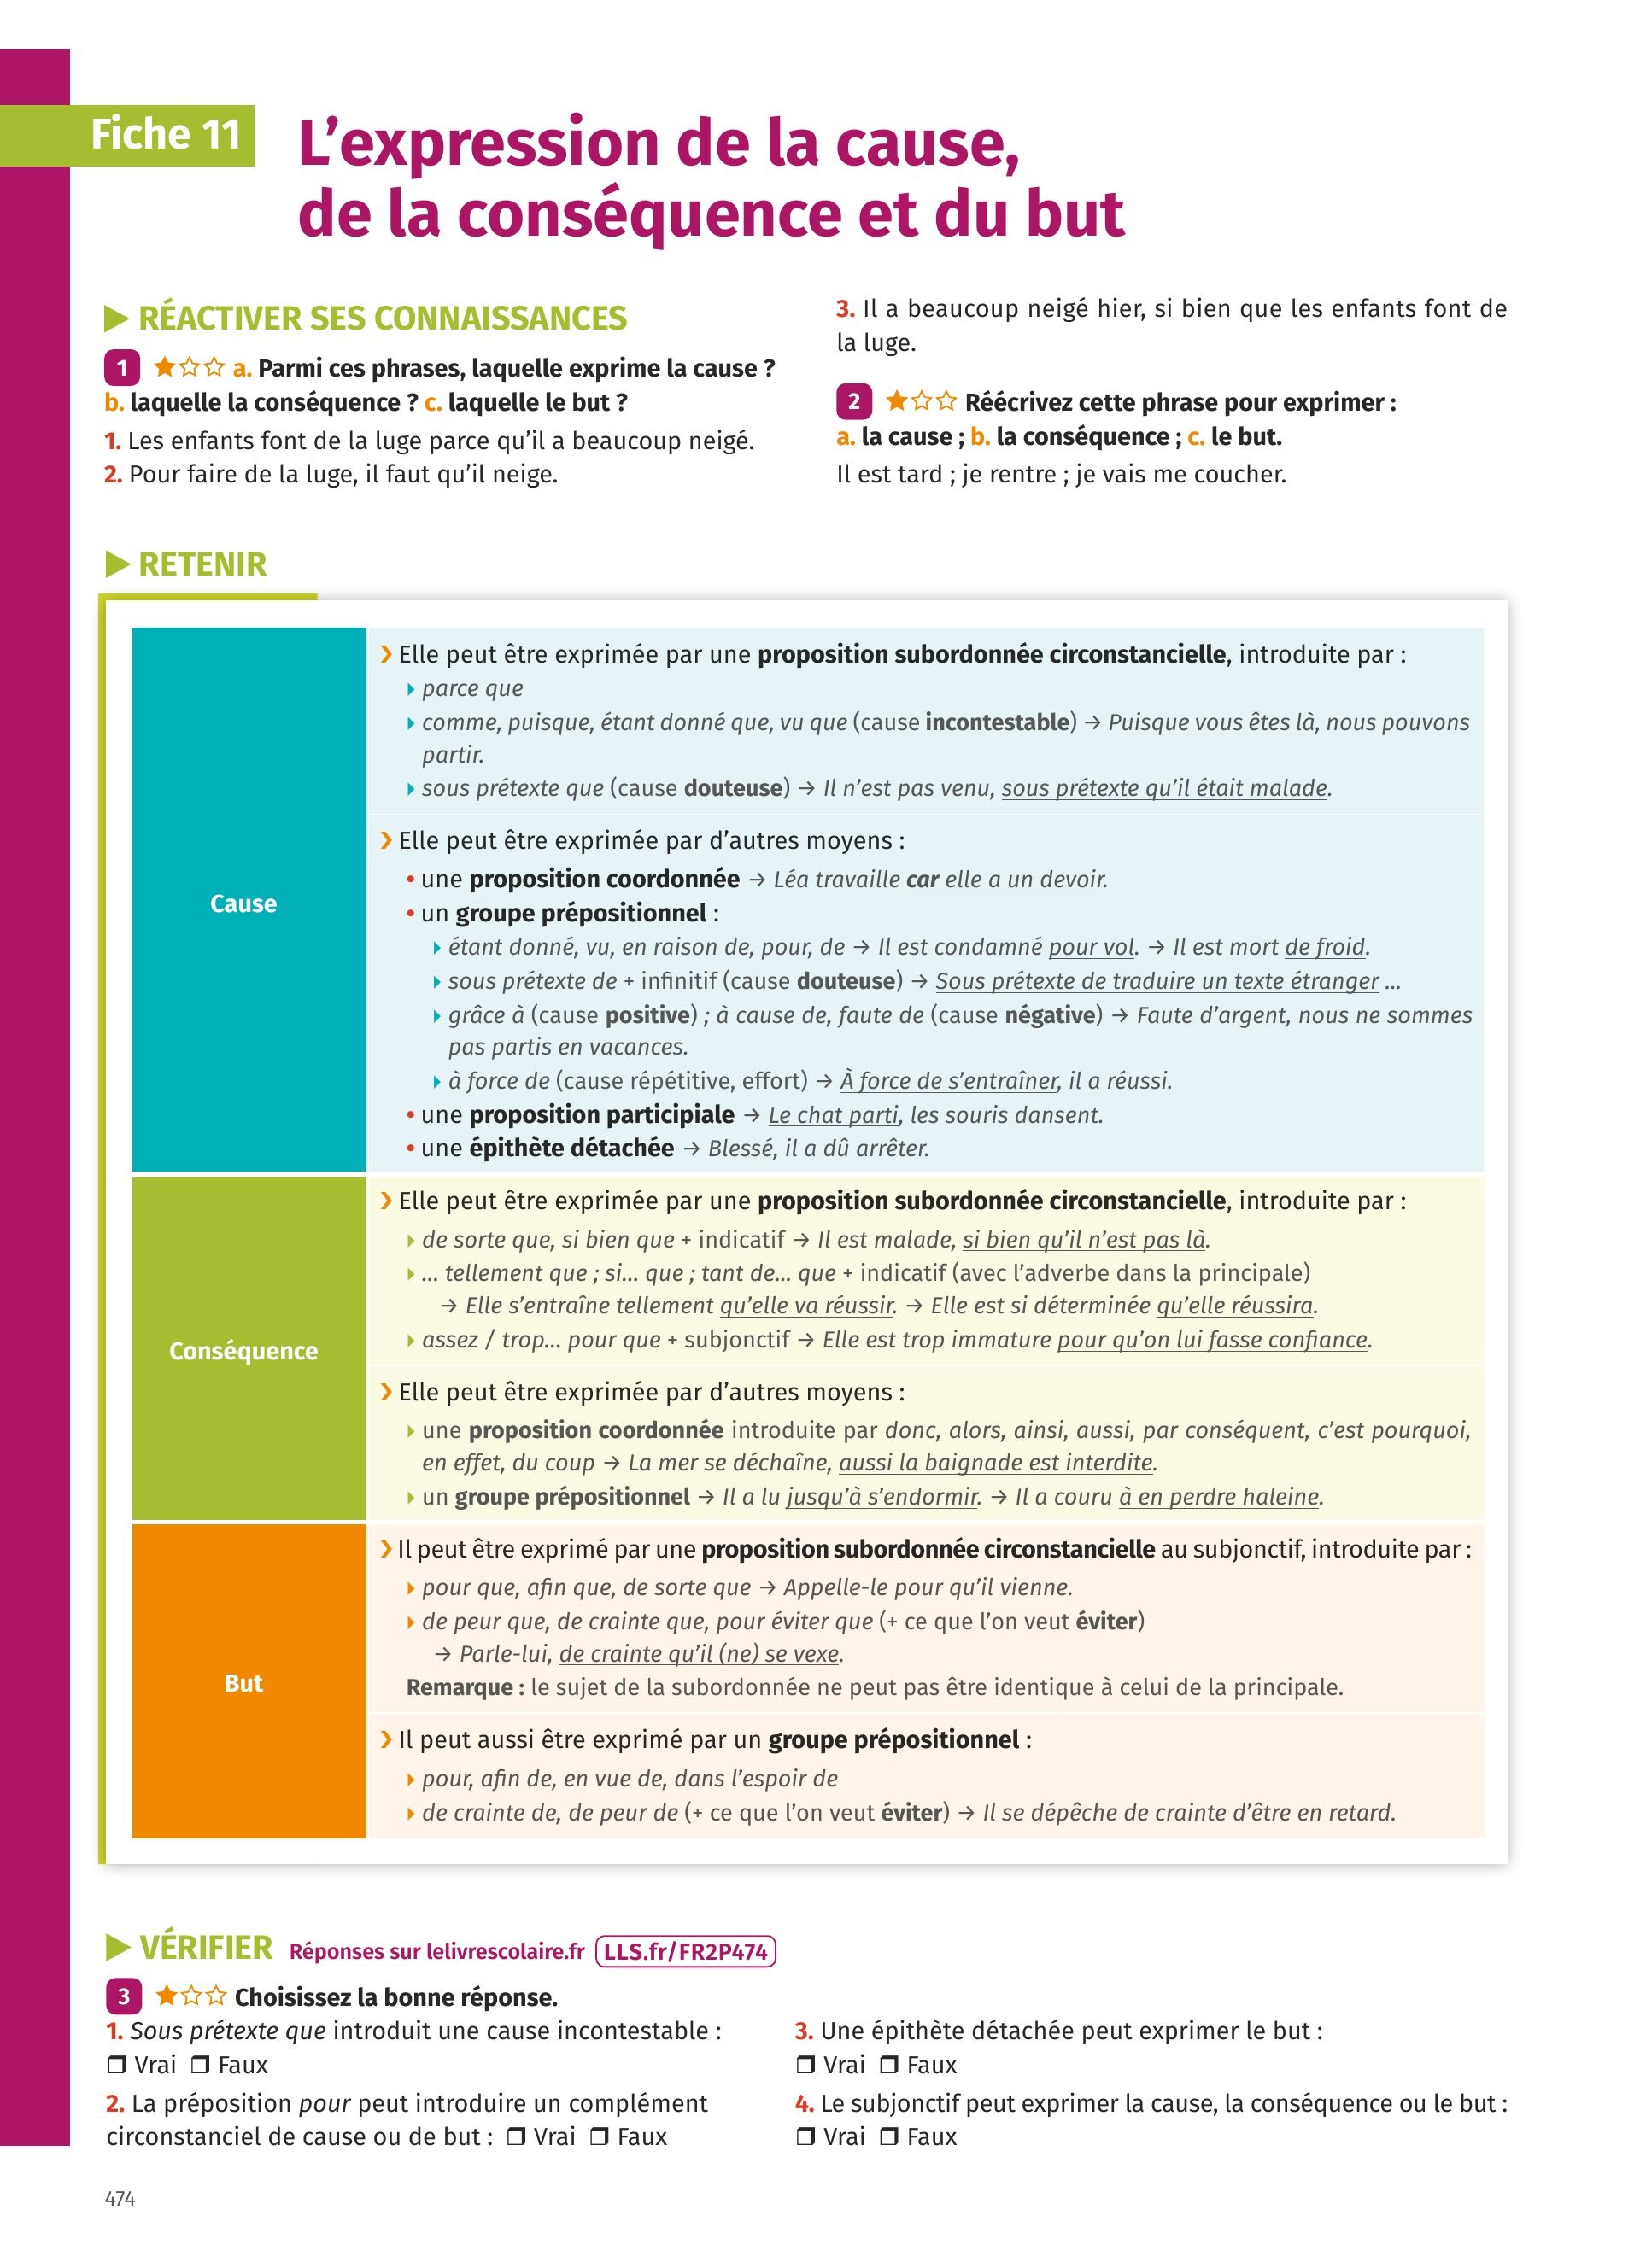 Fiche 11
L’expression de la cause,
de la conséquence et du but
RÉACTIVER SES CONNAISSANCES
1 a. Parmi ces phrases, laquelle exprime la cause ?
b. laquelle la conséquence ? c. laquelle le but ?
1. Les enfants font de la luge parce qu’il a beaucoup neigé.
2. Pour faire de la luge, il faut qu’il neige.
3. Il a beaucoup neigé hier, si bien que les enfants font de
la luge.
2 Réécrivez cette phrase pour exprimer :
a. la cause ; b. la conséquence ; c. le but.
Il est tard ; je rentre ; je vais me coucher.
RETENIR
Cause
Elle peut être exprimée par une proposition subordonnée circonstancielle, introduite par :
parce que
comme, puisque, étant donné que, vu que (cause incontestable) → Puisque vous êtes là, nous pouvons
partir.
sous prétexte que (cause douteuse) → Il n’est pas venu, sous prétexte qu’il était malade.
Elle peut être exprimée par d’autres moyens :
• une proposition coordonnée → Léa travaille car elle a un devoir.
• un groupe prépositionnel :
étant donné, vu, en raison de, pour, de → Il est condamné pour vol. → Il est mort de froid.
sous prétexte de + infinitif (cause douteuse) → Sous prétexte de traduire un texte étranger …
grâce à (cause positive) ; à cause de, faute de (cause négative) → Faute d’argent, nous ne sommes
pas partis en vacances.
à force de (cause répétitive, effort) → À force de s’entraîner, il a réussi.
• une proposition participiale → Le chat parti, les souris dansent.
• une épithète détachée → Blessé, il a dû arrêter.
Conséquence
Elle peut être exprimée par une proposition subordonnée circonstancielle, introduite par :
de sorte que, si bien que + indicatif → Il est malade, si bien qu’il n’est pas là.
… tellement que ; si… que ; tant de… que + indicatif (avec l’adverbe dans la principale)
→ Elle s’entraîne tellement qu’elle va réussir. → Elle est si déterminée qu’elle réussira.
assez / trop… pour que + subjonctif → Elle est trop immature pour qu’on lui fasse confiance.
Elle peut être exprimée par d’autres moyens :
une proposition coordonnée introduite par donc, alors, ainsi, aussi, par conséquent, c’est pourquoi,
en effet, du coup → La mer se déchaîne, aussi la baignade est interdite.
un groupe prépositionnel → Il a lu jusqu’à s’endormir. → Il a couru à en perdre haleine.
But
Il peut être exprimé par une proposition subordonnée circonstancielle au subjonctif, introduite par :
pour que, afin que, de sorte que → Appelle-le pour qu’il vienne.
de peur que, de crainte que, pour éviter que (+ ce que l’on veut éviter)
→ Parle-lui, de crainte qu’il (ne) se vexe.
Remarque : le sujet de la subordonnée ne peut pas être identique à celui de la principale.
Il peut aussi être exprimé par un groupe prépositionnel :
pour, afin de, en vue de, dans l’espoir de
de crainte de, de peur de (+ ce que l’on veut éviter) → Il se dépêche de crainte d’être en retard.
VÉRIFIER Réponses sur lelivrescolaire.fr LLS.fr/FR2P474
3 Choisissez la bonne réponse.
1. Sous prétexte que introduit une cause incontestable :
❒ Vrai ❒ Faux
2. La préposition pour peut introduire un complément
circonstanciel de cause ou de but : ❒ Vrai ❒ Faux
3. Une épithète détachée peut exprimer le but :
❒ Vrai ❒ Faux
4. Le subjonctif peut exprimer la cause, la conséquence ou le but :
❒ Vrai ❒ Faux
474